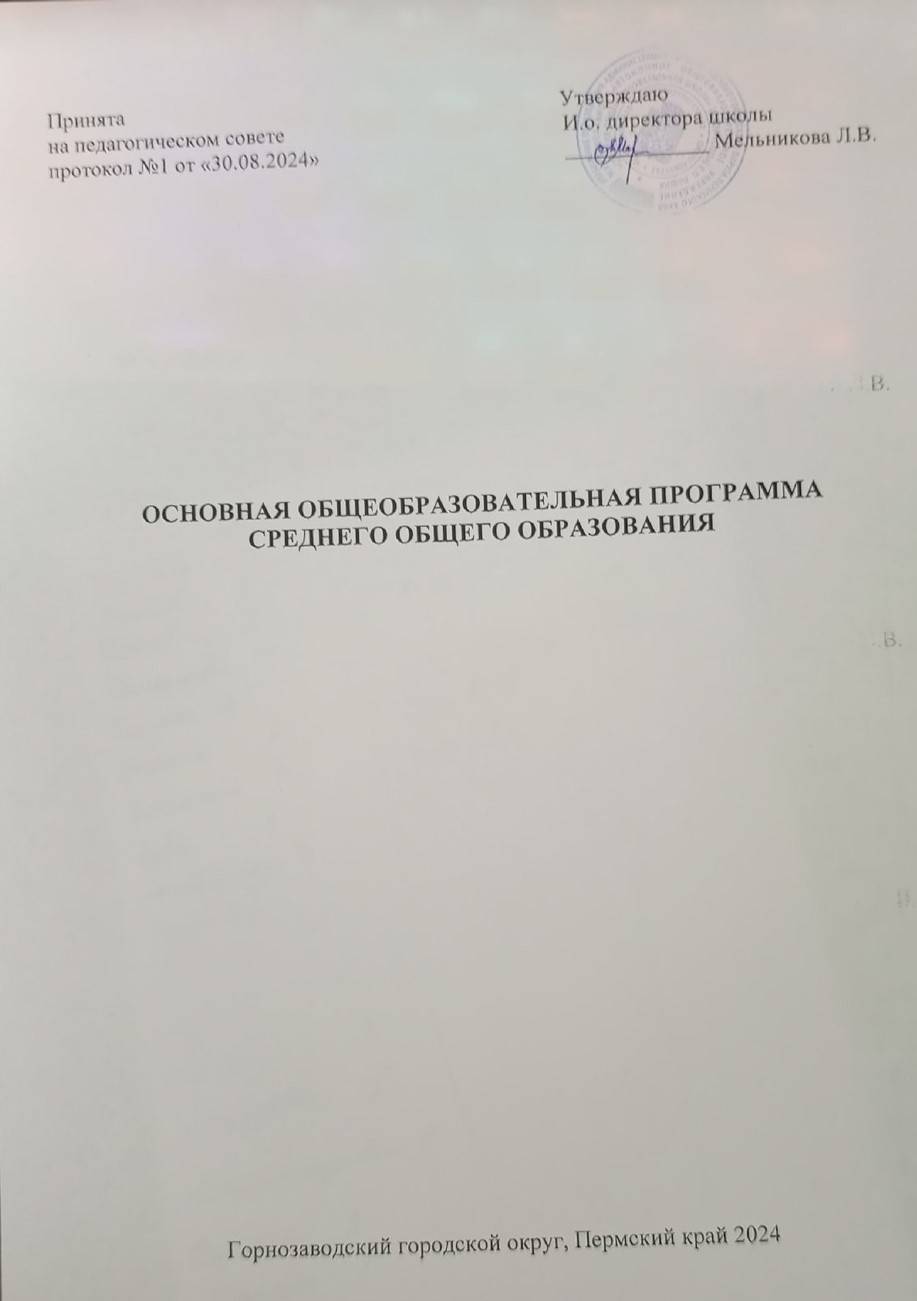 Принята
на педагогическом совете
протокол №1 от «30.08.2024»
Утверждаю
И.о. директора школы
Мельникова Л.В.
В.
ОСНОВНАЯ ОБЩЕОБРАЗОВАТЕЛЬНАЯ ПРОГРАММА
СРЕДНЕГО ОБЩЕГО ОБРАЗОВАНИЯ
В.
Горнозаводский городской округ, Пермский край 2024